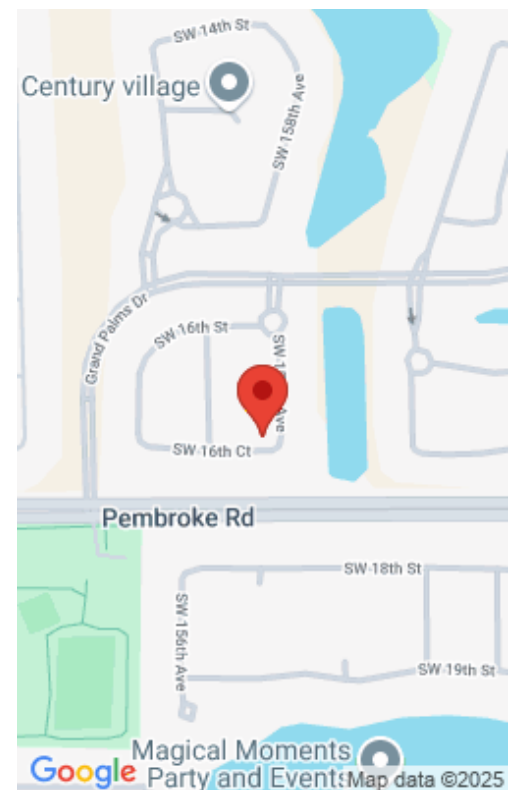 SW 14th St
Century village
SW 158th Ave
Grand Palms Dr
SW 16th St
SW
Ave
SW 16th Ct
Pembroke Rd
SW 18th St
SW 156th Ave
SW 19th St
Magical Moments
Party and Events
Google
Map data ©2025